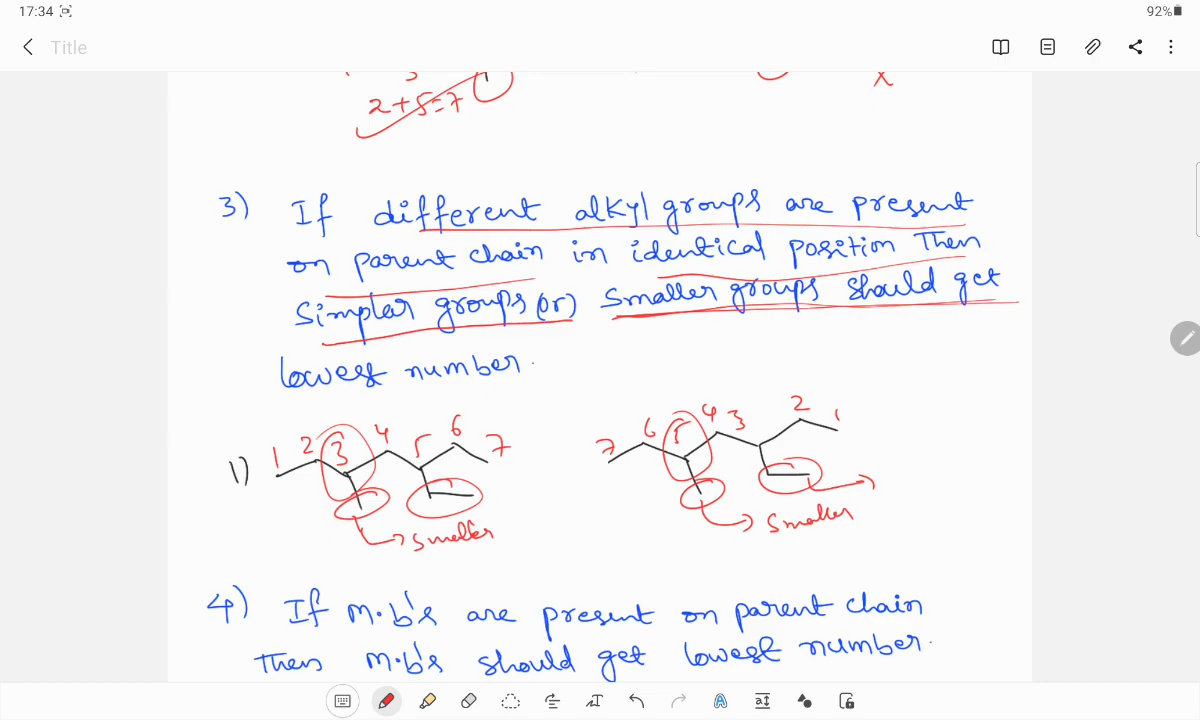 17:34
92%
Title
2+5=7
x
3) If different alkyl groups are present
on parent chain in identical position Then
Simpler groups (or) Smaller groups should get
lowest number.
1) 1 2 3 4 5 6 7
7 6 5 4 3 2 1
Smaller
Smaller
4) If m.b's are present on parent chain
Then m.b's should get lowest number.